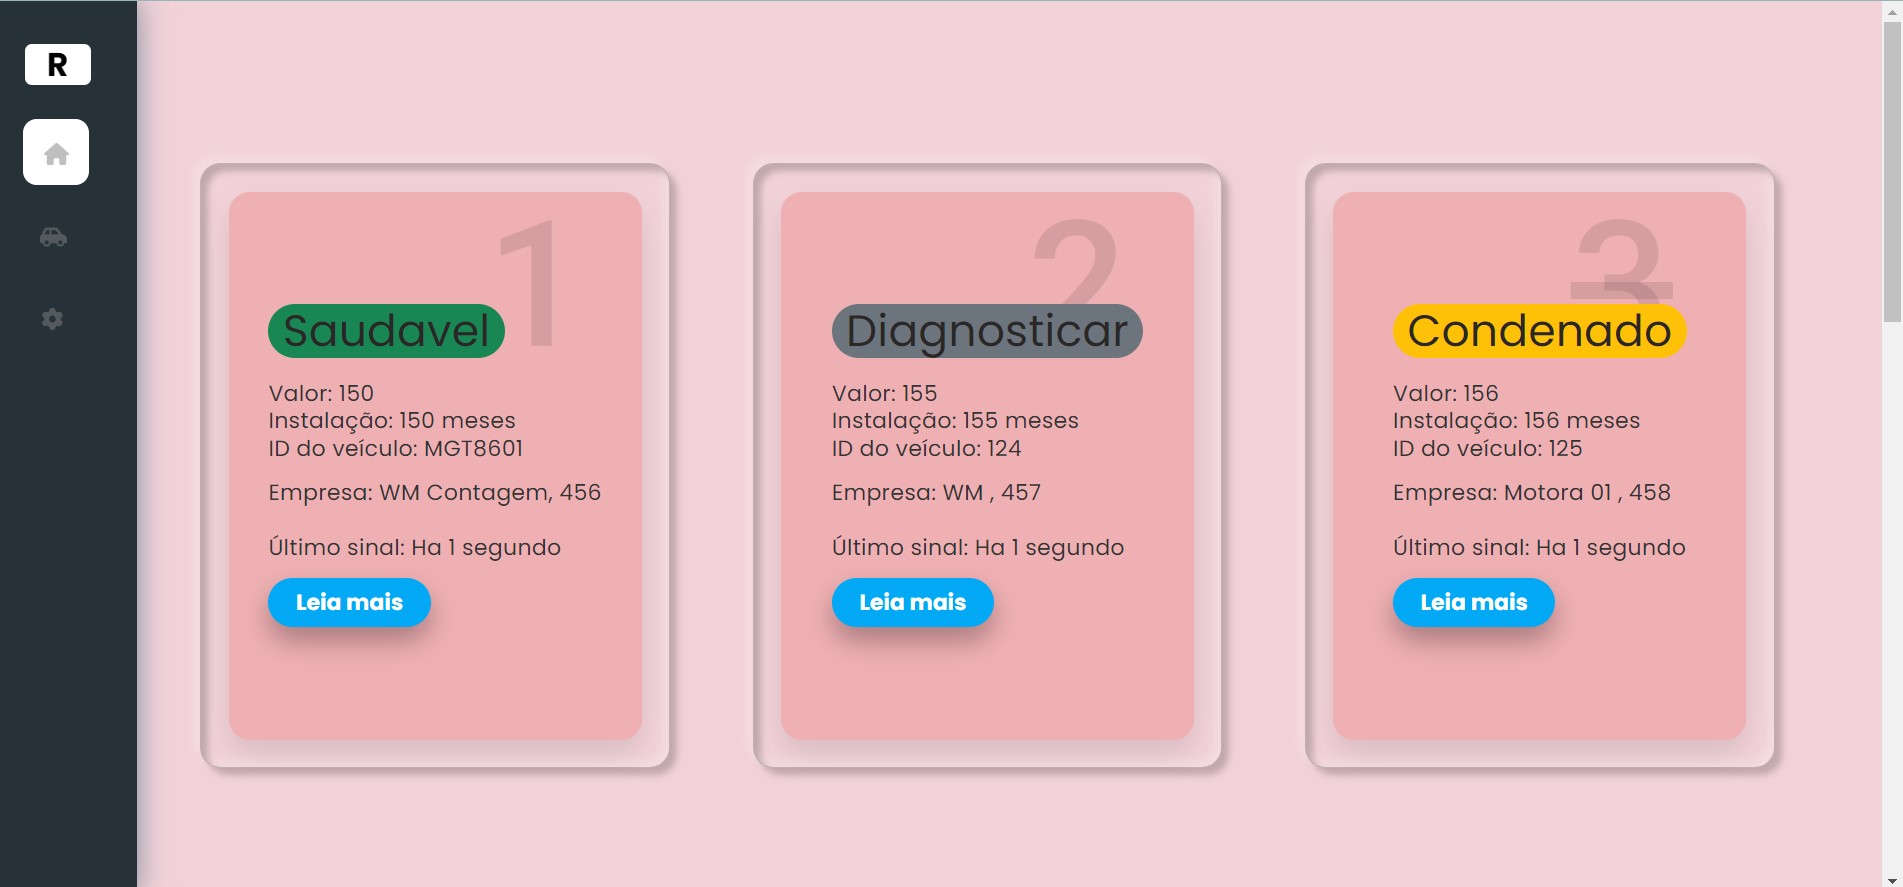 R
1
Saudavel
Valor: 150
Instalação: 150 meses
ID do veículo: MGT8601
Empresa: WM Contagem, 456
Último sinal: Ha 1 segundo
Leia mais
2
Diagnosticar
Valor: 155
Instalação: 155 meses
ID do veículo: 124
Empresa: WM , 457
Último sinal: Ha 1 segundo
Leia mais
3
Condenado
Valor: 156
Instalação: 156 meses
ID do veículo: 125
Empresa: Motora 01 , 458
Último sinal: Ha 1 segundo
Leia mais